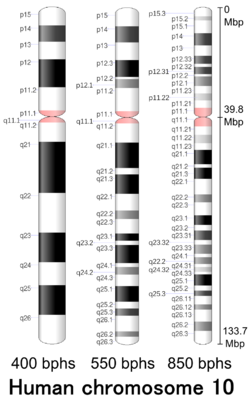 p15
p14
p13
p12
p11.2
p11.1
q11.1
q11.2
q21
q22
q23
q24
q25
q26
400 bphs
p15
p14
p13
p12.3
p12.1
p11.2
p11.1
q11.1
q11.2
q21.1
q21.2
q21.3
q22.1
q22.2
q22.3
q23.1
q23.2
q23.3
q24.1
q24.2
q24.3
q25.1
q25.2
q25.3
q26.1
q26.2
q26.3
550 bphs
p15.3
p15.2
p15.1
p14
p13
p12.33
p12.32
p12.31
p12.2
p12.1
p11.23
p11.22
p11.21
p11.1
q11.1
q11.21
q11.22
q11.23
q21.1
q21.2
q21.3
q22.1
q22.2
q22.3
q23.1
q23.2
q23.31
q23.32
q23.33
q24.1
q24.2
q24.31
q24.32
q24.33
q25.1
q25.2
q25.3
q26.11
q26.12
q26.13
q26.2
q26.3
850 bphs
0
Mbp
39.8
Mbp
133.7
Mbp
Human chromosome 10